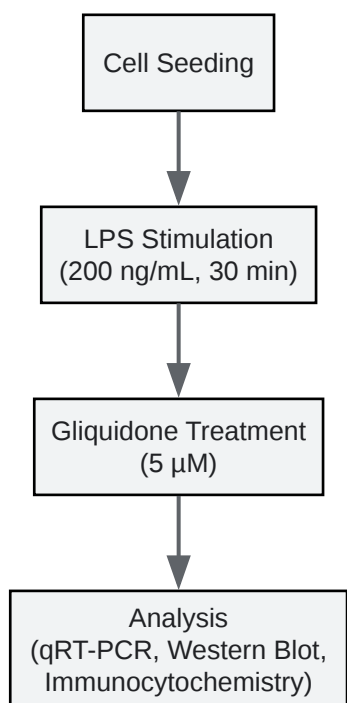 Cell Seeding
LPS Stimulation
(200 ng/mL, 30 min)
Gliquidone Treatment
(5 µM)
Analysis
(qRT-PCR, Western Blot,
Immunocytochemistry)